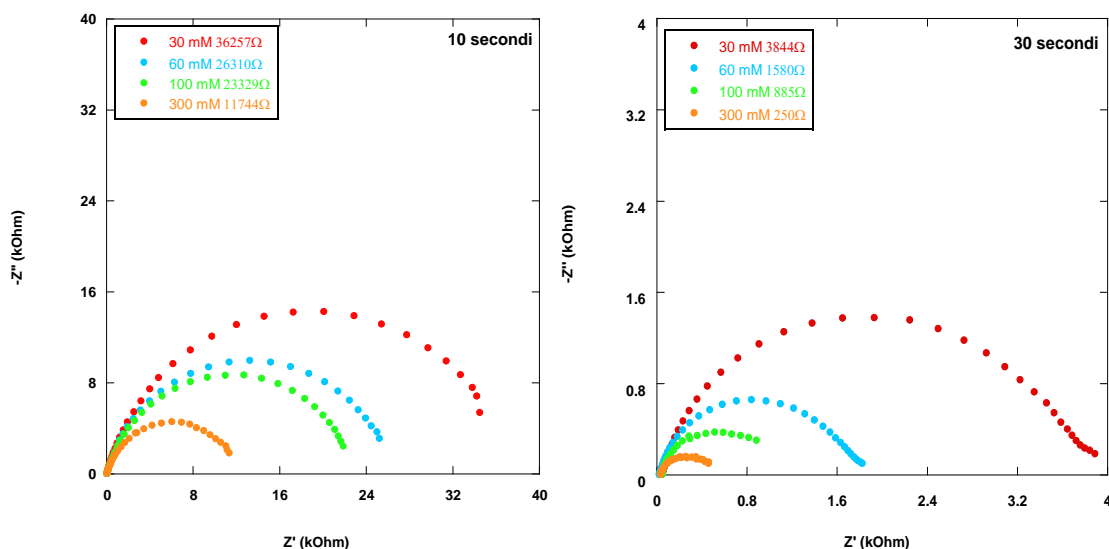 40
32
24
16
8
0
-Z'' (kOhm)
30 mM 36257Ω
60 mM 26310Ω
100 mM 23329Ω
300 mM 11744Ω
10 secondi
0
8
16
24
32
40
Z' (kOhm)
4
3.2
2.4
1.6
0.8
0
-Z'' (kOhm)
30 mM 3844Ω
60 mM 1580Ω
100 mM 885Ω
300 mM 250Ω
30 secondi
0
0.8
1.6
2.4
3.2
4
Z' (kOhm)